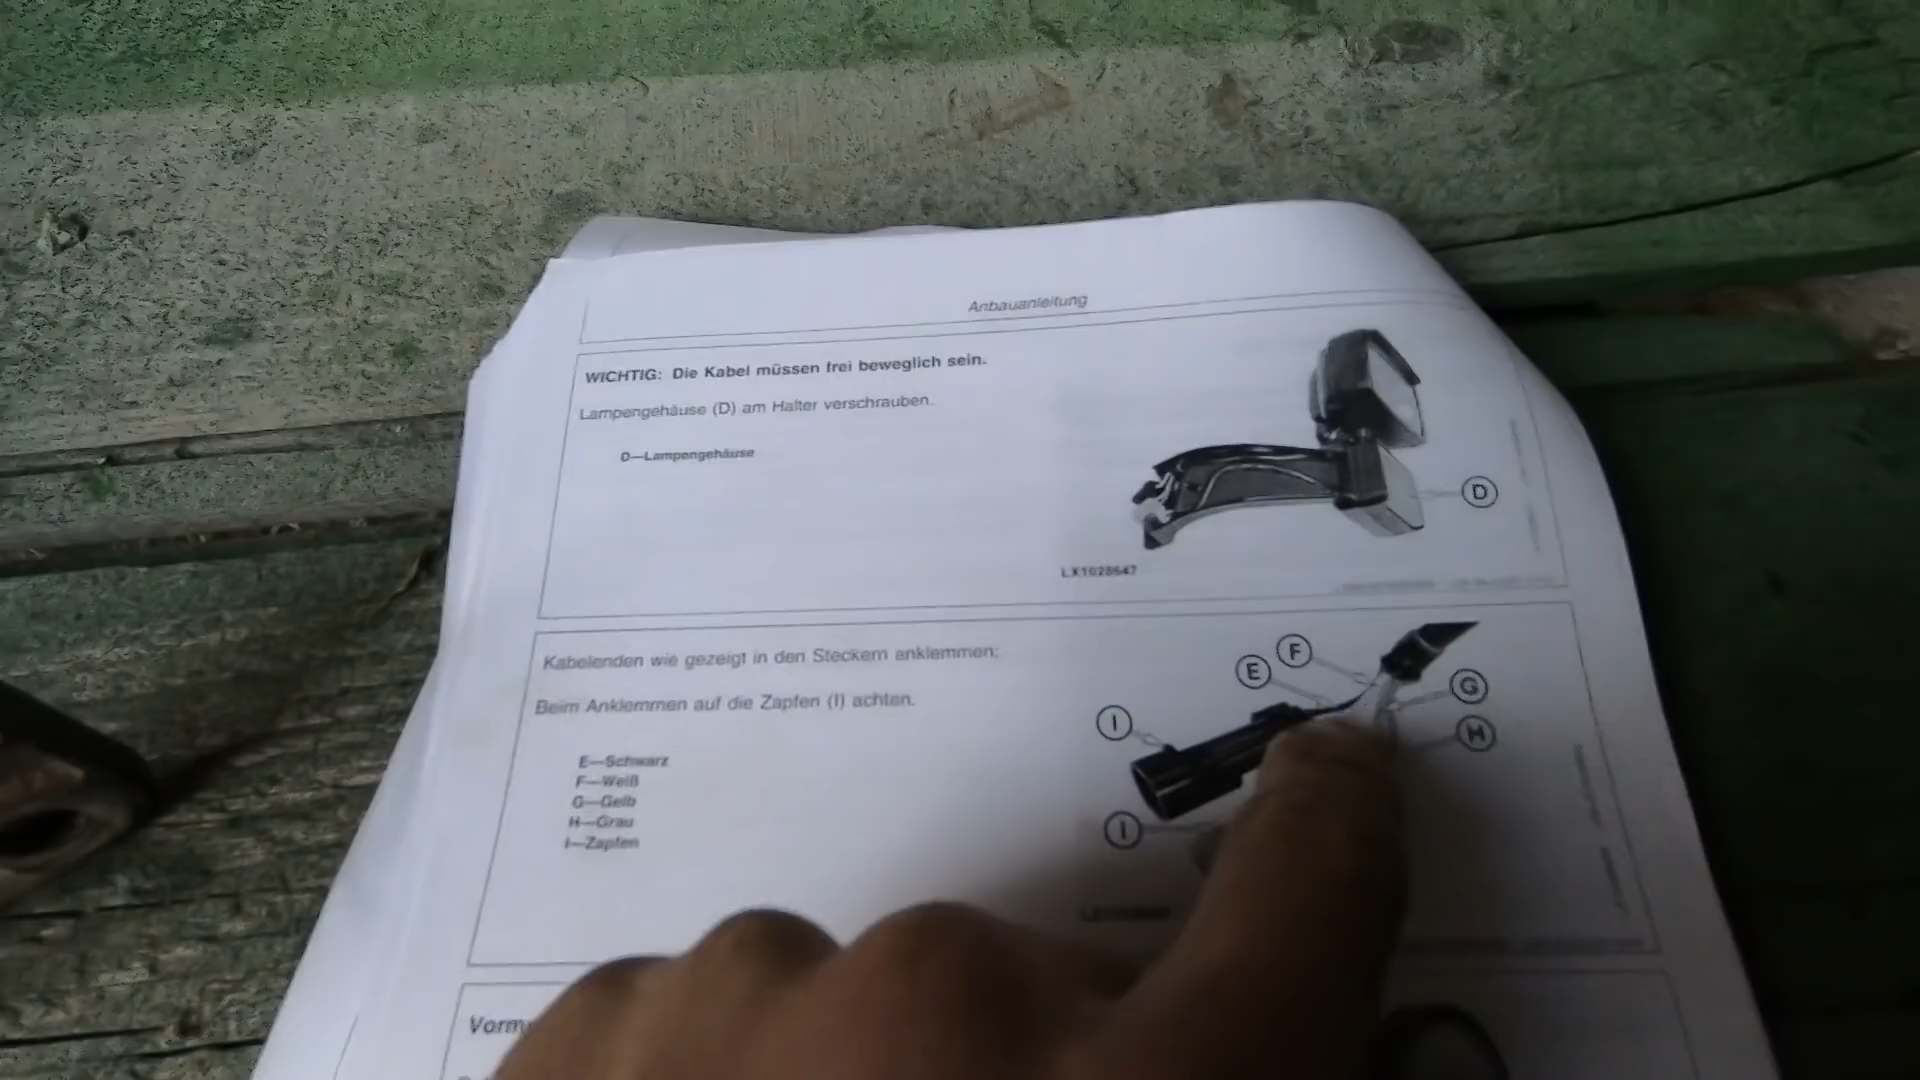 Anbauanleitung
WICHTIG: Die Kabel müssen frei beweglich sein.
Lampengehäuse (D) am Halter verschrauben.
D—Lampengehäuse
D
LX1028547
Kabelenden wie gezeigt in den Steckern anklemmen;
Beim Anklemmen auf die Zapfen (I) achten.
E—Schwarz
F—Weiß
G—Gelb
H—Grau
I—Zapfen
F
E
G
I
H
I